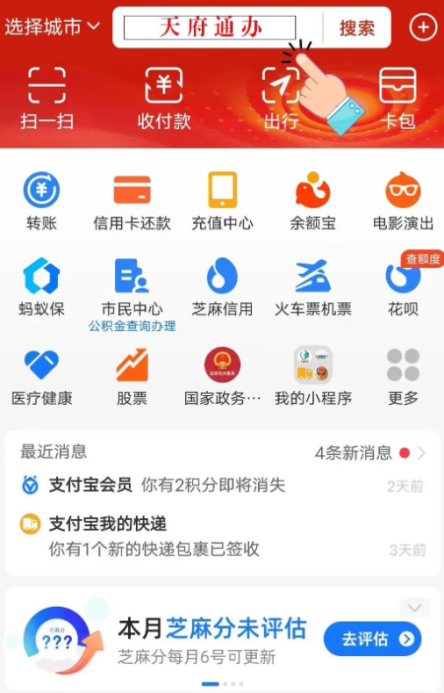 选择城市
天府通办
搜索
扫一扫
收付款
出行
卡包
转账
信用卡还款
充值中心
余额宝
电影演出
查额度
蚂蚁保
市民中心
芝麻信用
火车票机票
花呗
公积金查询办理
医疗健康
股票
国家政务···
我的小程序
更多
最近消息
4条新消息
支付宝会员 你有2积分即将消失
2天前
支付宝我的快递
你有1个新的快递包裹已签收
3天前
???
本月芝麻分未评估
去评估
芝麻分每月6号可更新